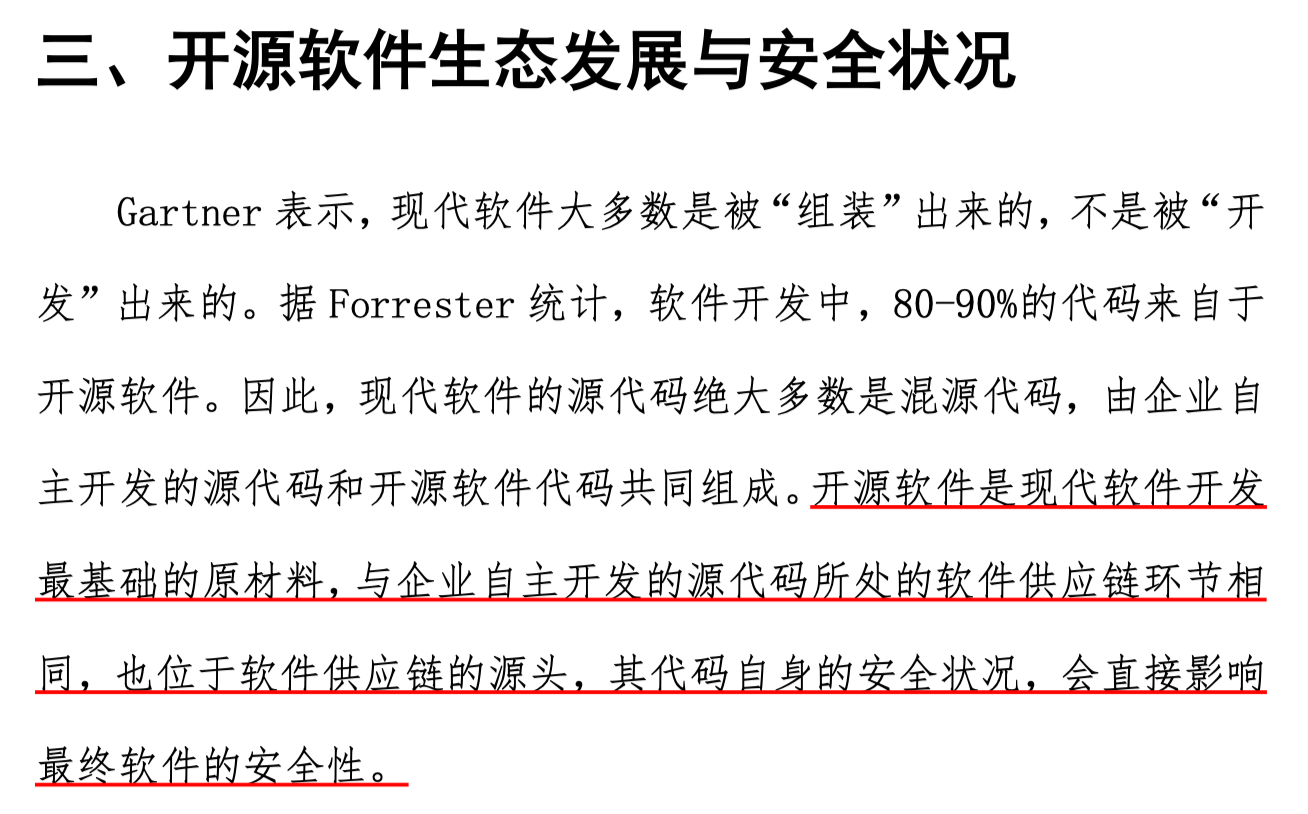 三、开源软件生态发展与安全状况
Gartner 表示，现代软件大多数是被“组装”出来的，不是被“开
发”出来的。据 Forrester 统计，软件开发中，80-90%的代码来自于
开源软件。因此，现代软件的源代码绝大多数是混源代码，由企业自
主开发的源代码和开源软件代码共同组成。开源软件是现代软件开发
最基础的原材料，与企业自主开发的源代码所处的软件供应链环节相
同，也位于软件供应链的源头，其代码自身的安全状况，会直接影响
最终软件的安全性。